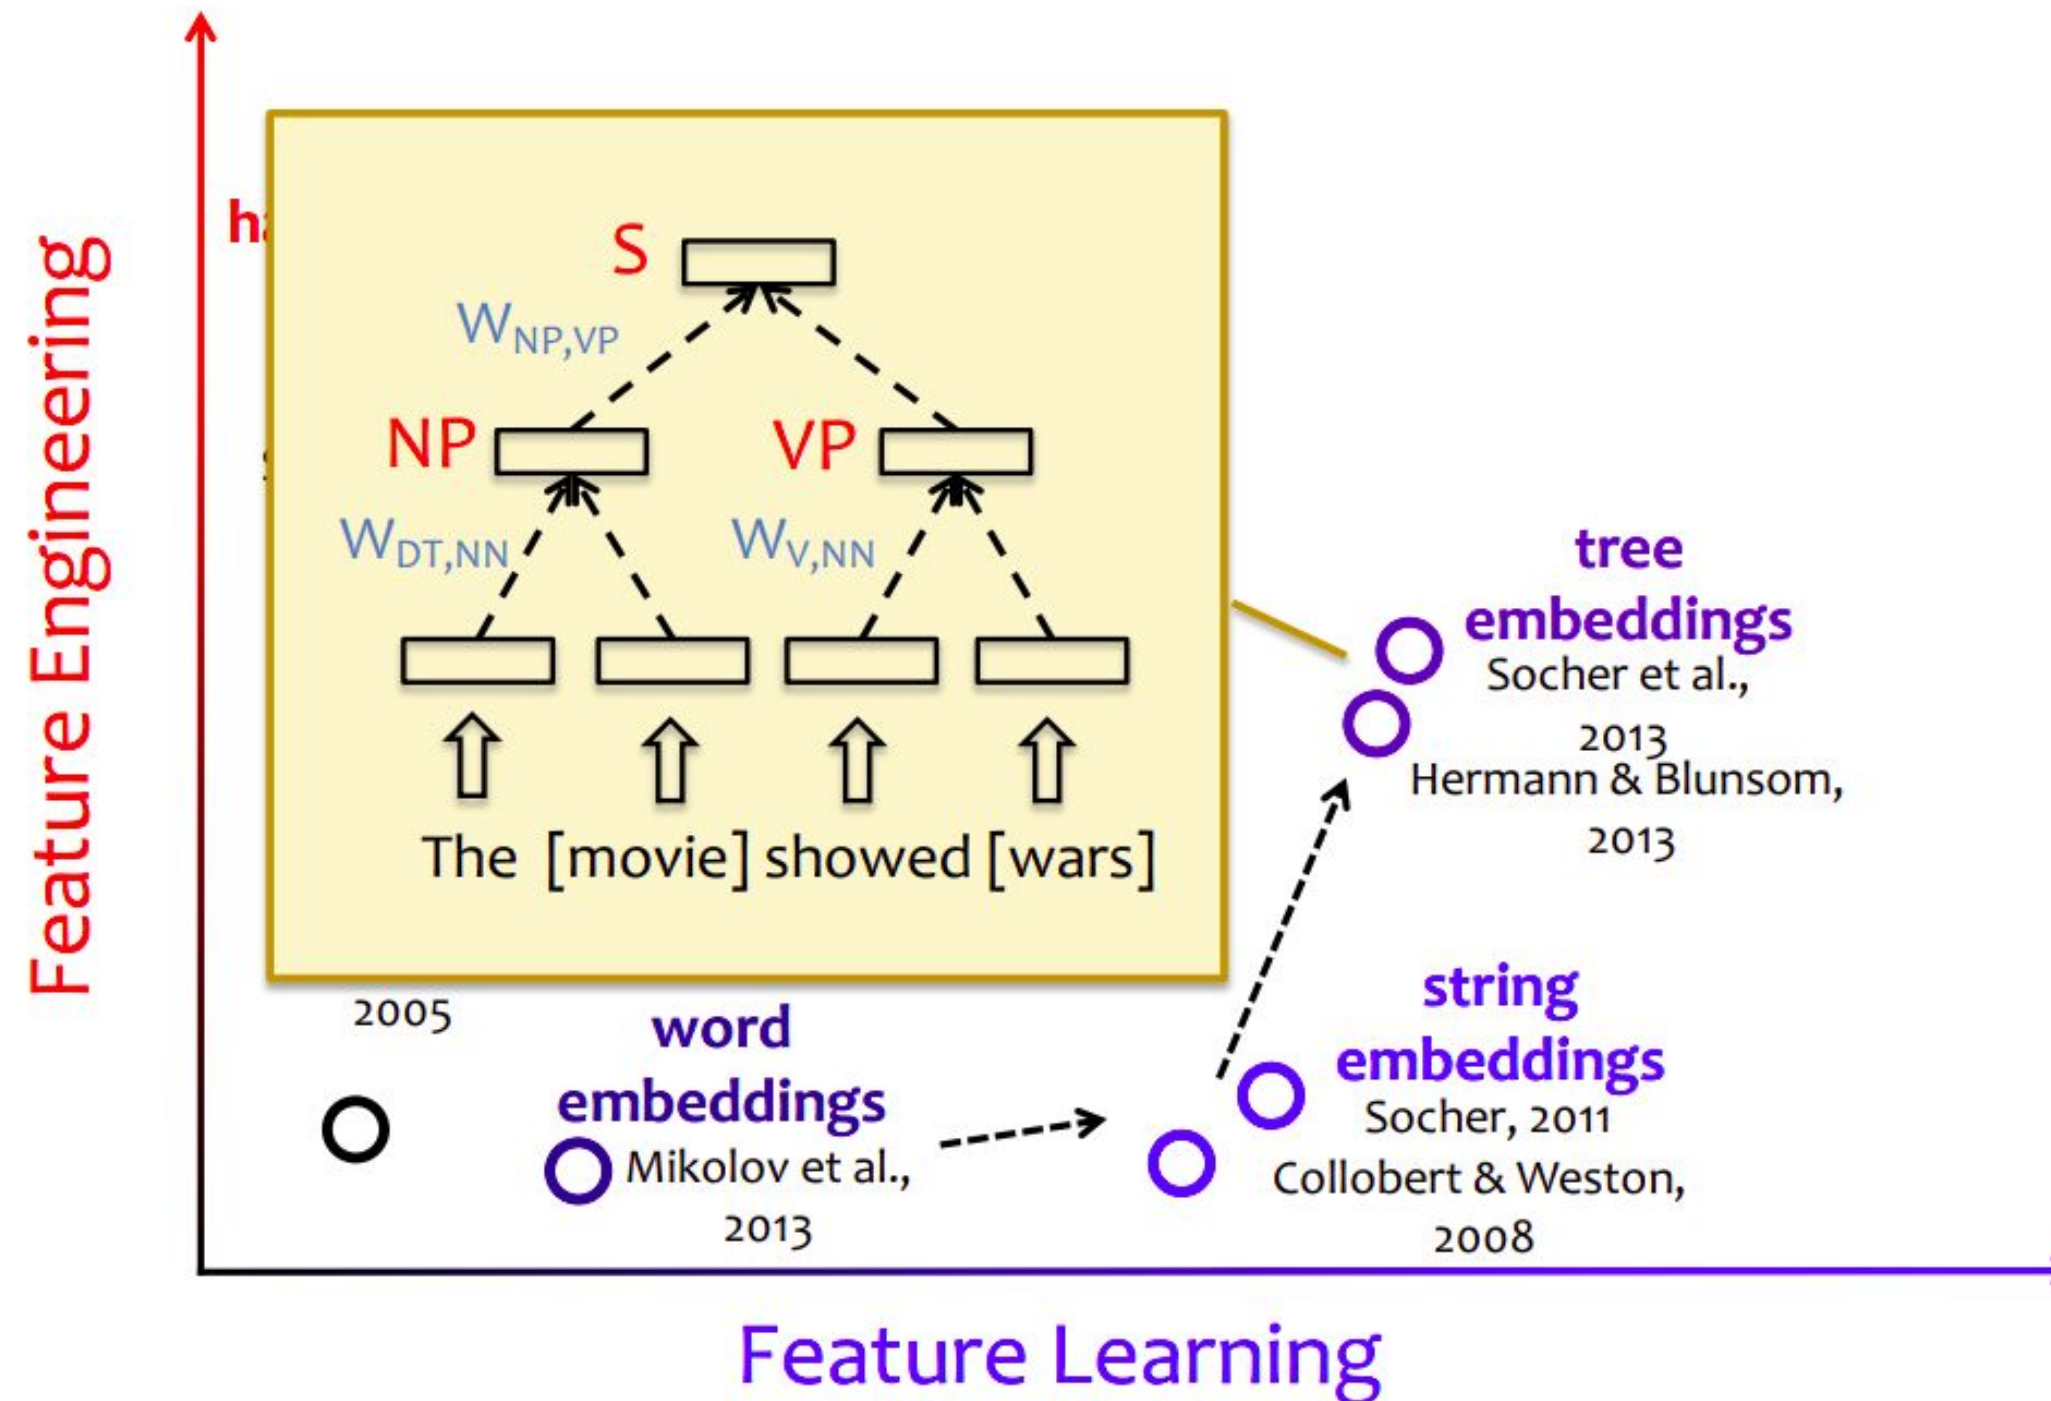 Feature Engineering
S
W_NP,VP
NP
VP
W_DT,NN
W_V,NN
The [movie] showed [wars]
tree
embeddings
Socher et al.,
2013
Hermann & Blunsom,
2013
2005
word
embeddings
Mikolov et al.,
2013
string
embeddings
Socher, 2011
Collobert & Weston,
2008
Feature Learning